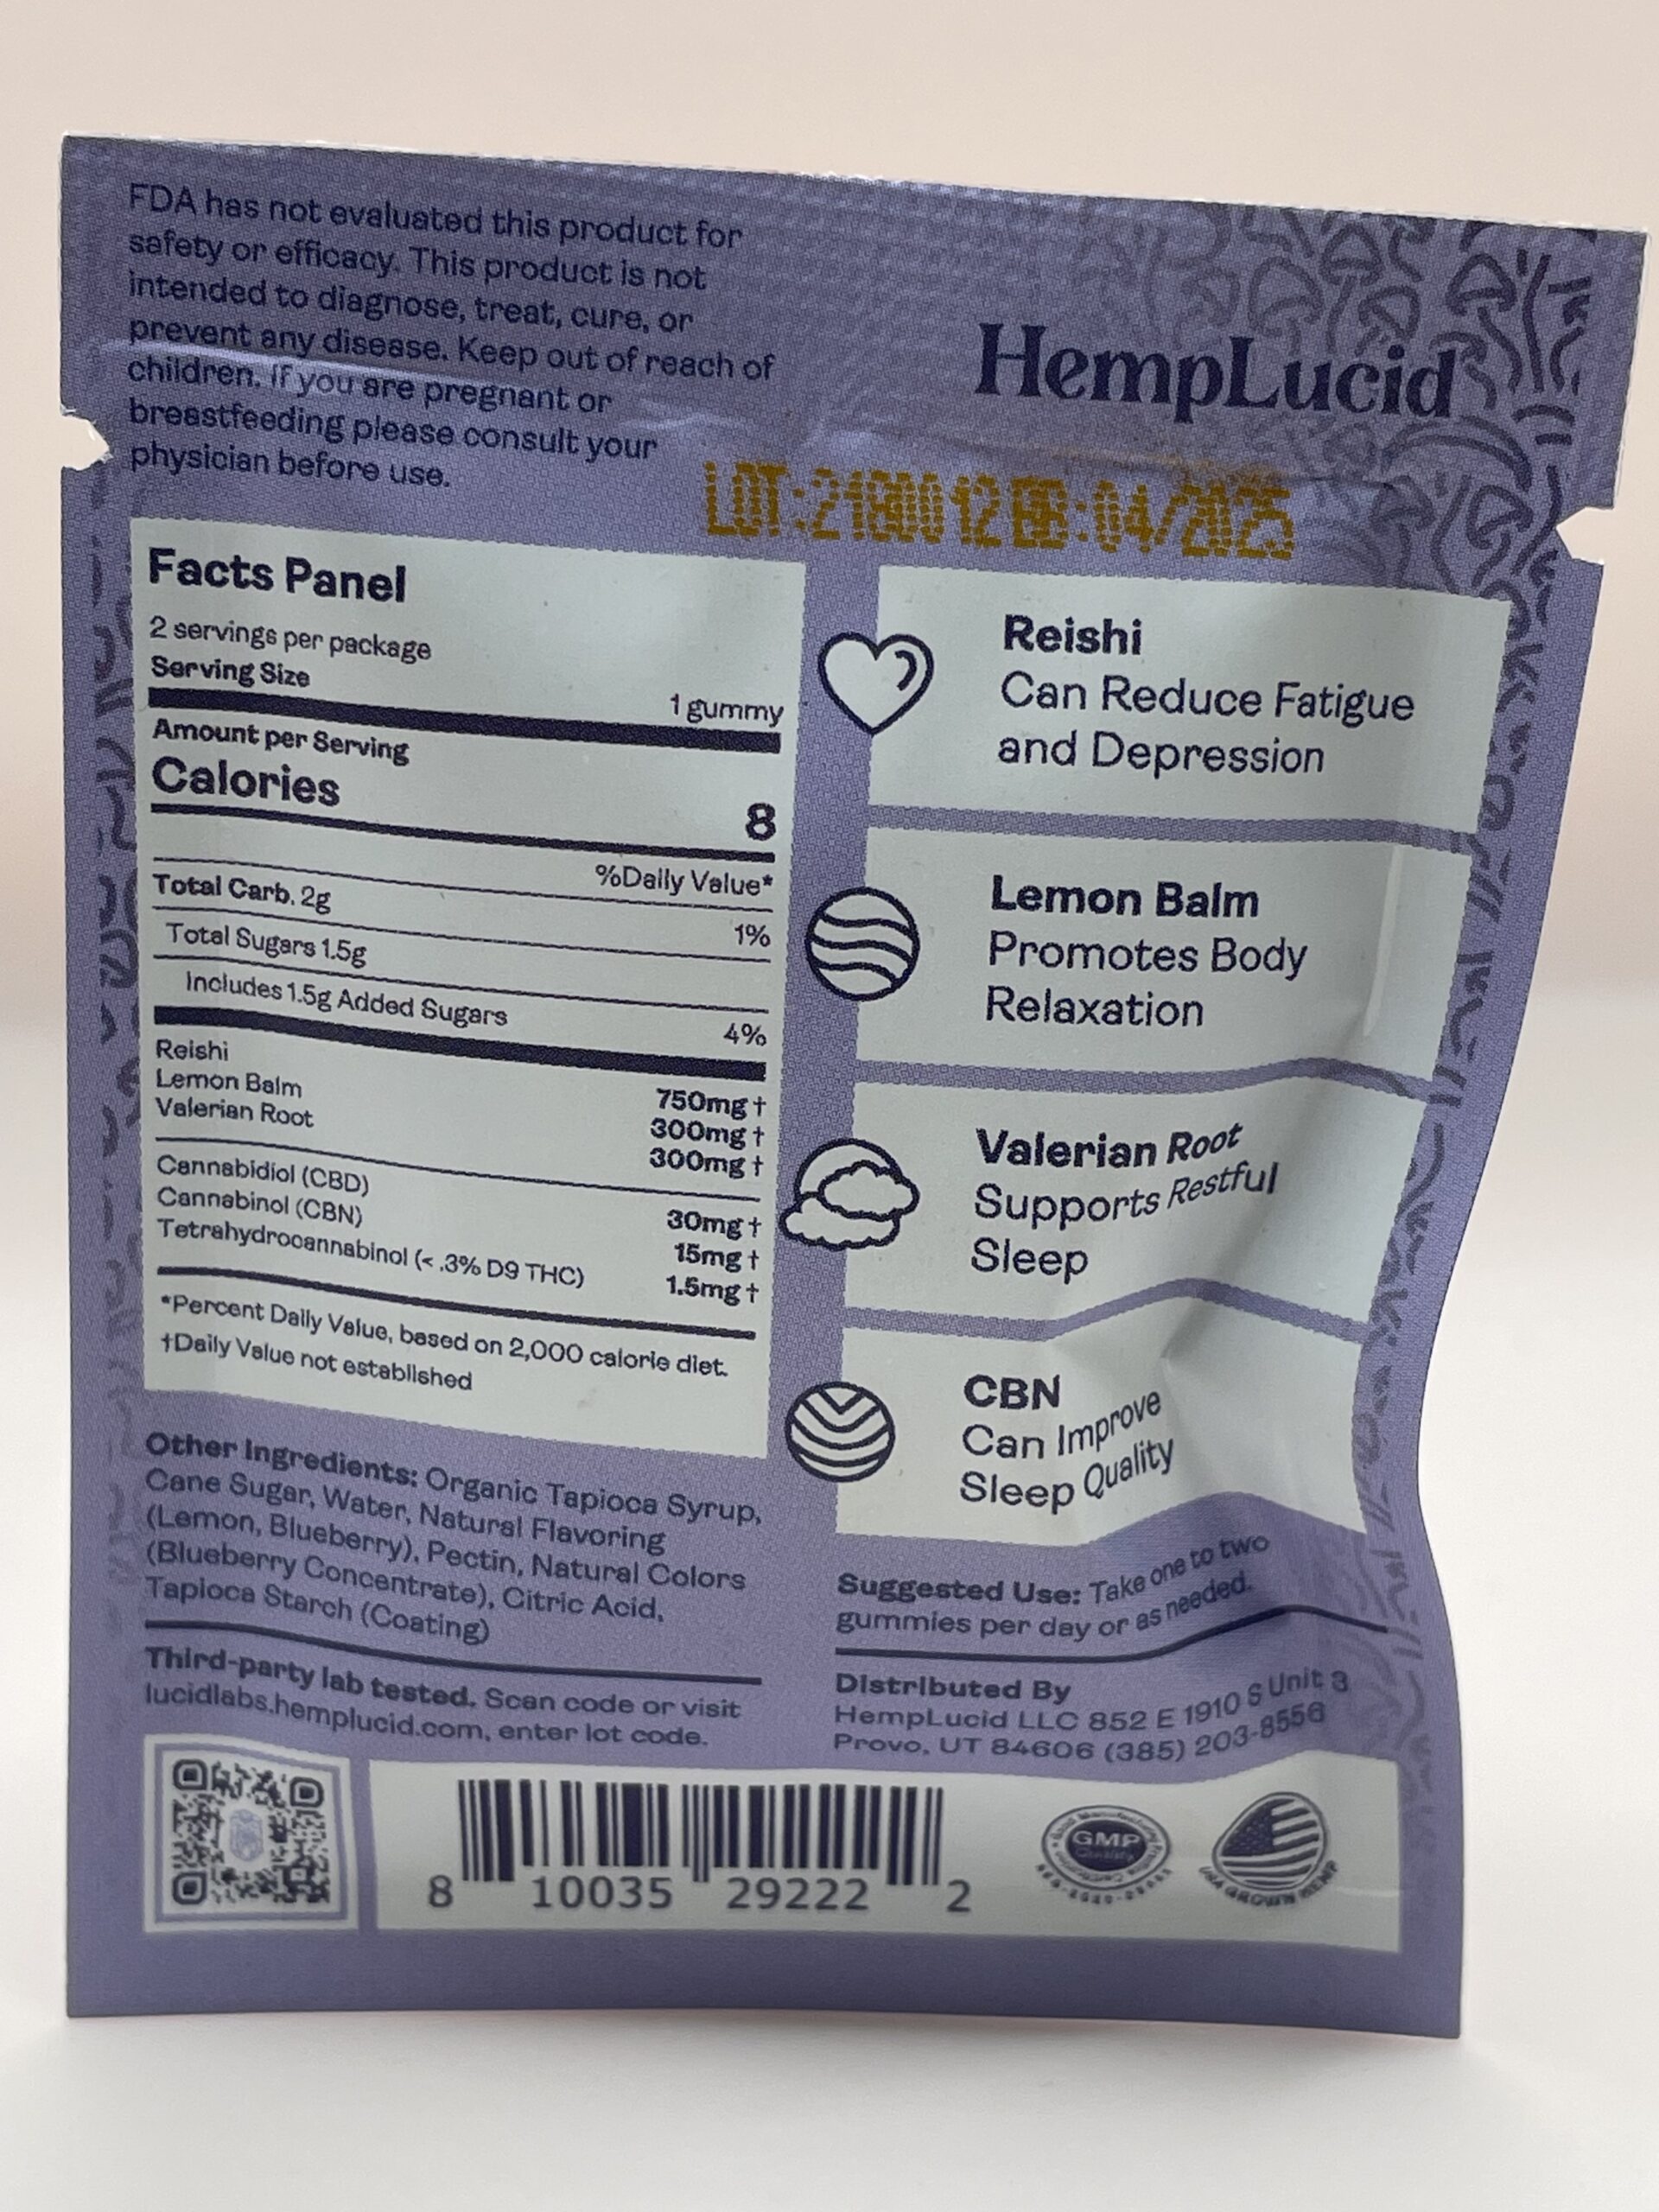 FDA has not evaluated this product for
safety or efficacy. This product is not
intended to diagnose, treat, cure, or
prevent any disease. Keep out of reach of
children. If you are pregnant or
breastfeeding please consult your
physician before use.
HempLucid
LOT:2180012 BB:04/2025
Facts Panel
2 servings per package
Serving Size 1 gummy
Amount per Serving
Calories 8
%Daily Value*
Total Carb. 2g 1%
Total Sugars 1.5g
Includes 1.5g Added Sugars 4%
Reishi 750mg †
Lemon Balm 300mg †
Valerian Root 300mg †
Cannabidiol (CBD) 30mg †
Cannabinol (CBN) 15mg †
Tetrahydrocannabinol (< .3% D9 THC) 1.5mg †
*Percent Daily Value, based on 2,000 calorie diet.
†Daily Value not established
Other Ingredients: Organic Tapioca Syrup,
Cane Sugar, Water, Natural Flavoring
(Lemon, Blueberry), Pectin, Natural Colors
(Blueberry Concentrate), Citric Acid,
Tapioca Starch (Coating)
Third-party lab tested. Scan code or visit
lucidlabs.hemplucid.com, enter lot code.
Reishi
Can Reduce Fatigue
and Depression
Lemon Balm
Promotes Body
Relaxation
Valerian Root
Supports Restful
Sleep
CBN
Can Improve
Sleep Quality
Suggested Use: Take one to two
gummies per day or as needed.
Distributed By
HempLucid LLC 852 E 1910 S Unit 3
Provo, UT 84606 (385) 203-8556
8 10035 29222 2
GMP
USA GROWN HEMP